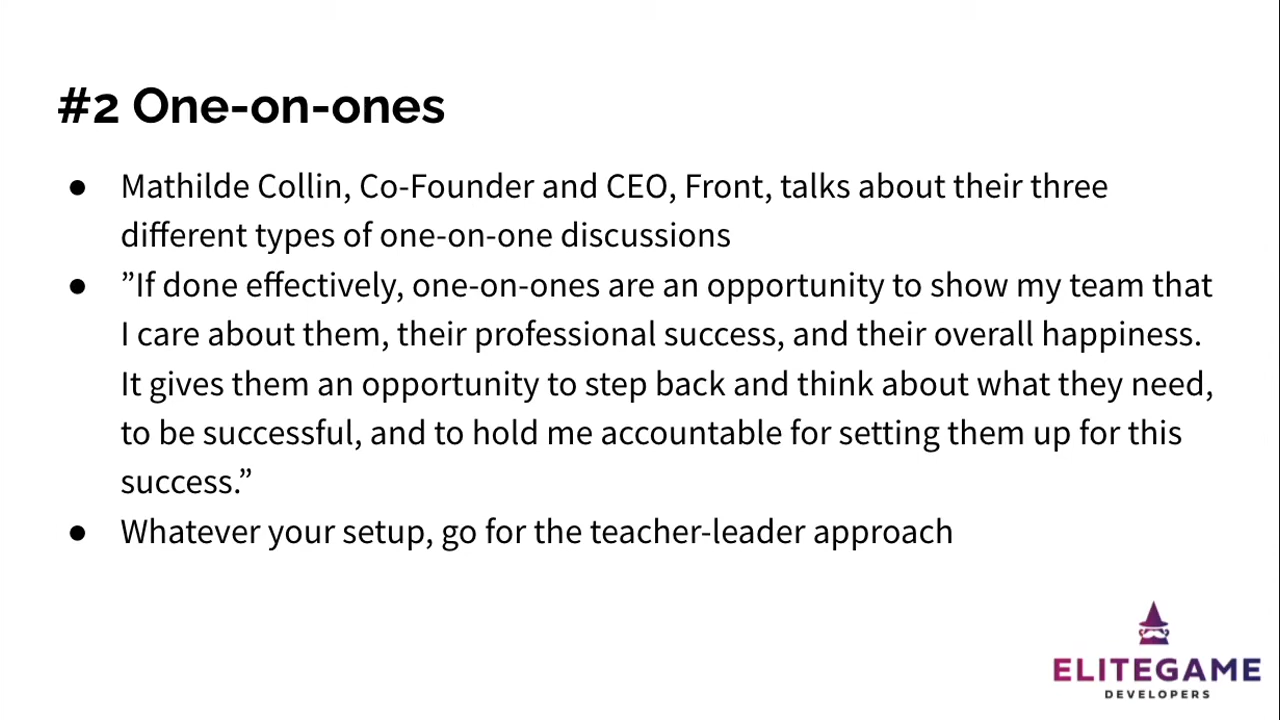 #2 One-on-ones
● Mathilde Collin, Co-Founder and CEO, Front, talks about their three
different types of one-on-one discussions
● ”If done effectively, one-on-ones are an opportunity to show my team that
I care about them, their professional success, and their overall happiness.
It gives them an opportunity to step back and think about what they need,
to be successful, and to hold me accountable for setting them up for this
success.”
● Whatever your setup, go for the teacher-leader approach
ELITEGAME
DEVELOPERS